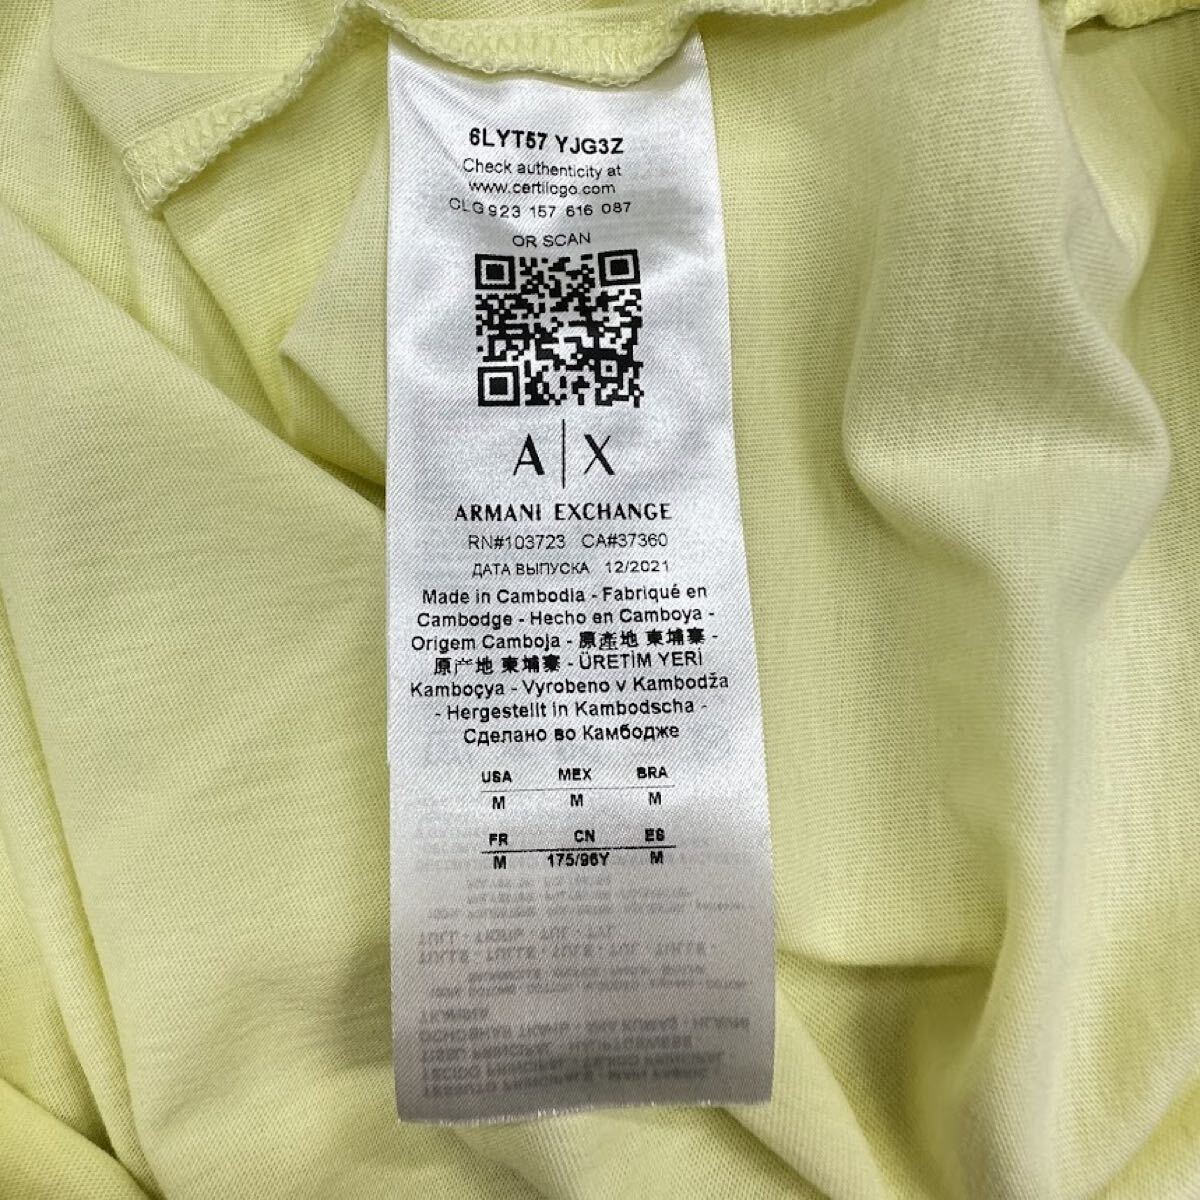 6LYT57 YJG3Z
Check authenticity at
www.certilogo.com
CLG 923 157 616 087
OR SCAN
A|X
ARMANI EXCHANGE
RN#103723 CA#37360
ДАТА ВЫПУСКА 12/2021
Made in Cambodia - Fabriqué en
Cambodge - Hecho en Camboya -
Origem Camboja - 原產地 柬埔寨 -
原产地 柬埔寨 - ÜRETİM YERİ
Kamboçya - Vyrobeno v Kambodža
- Hergestellt in Kambodscha -
Сделано во Камбодже
USA MEX BRA
M M M
FR CN ES
M 175/96Y M